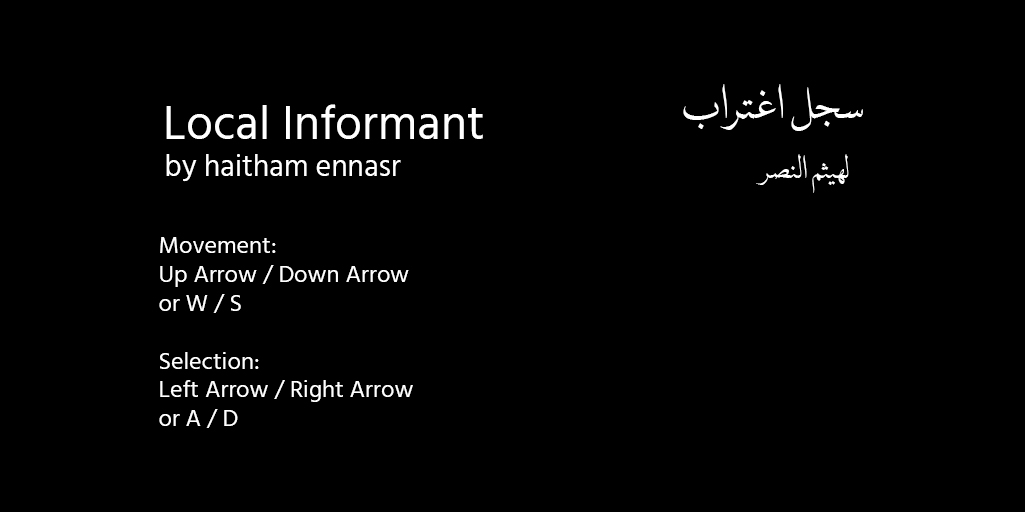 Local Informant
by haitham ennasr
سجل اغتراب
لهيثم النصر
Movement:
Up Arrow / Down Arrow
or W / S
Selection:
Left Arrow / Right Arrow
or A / D